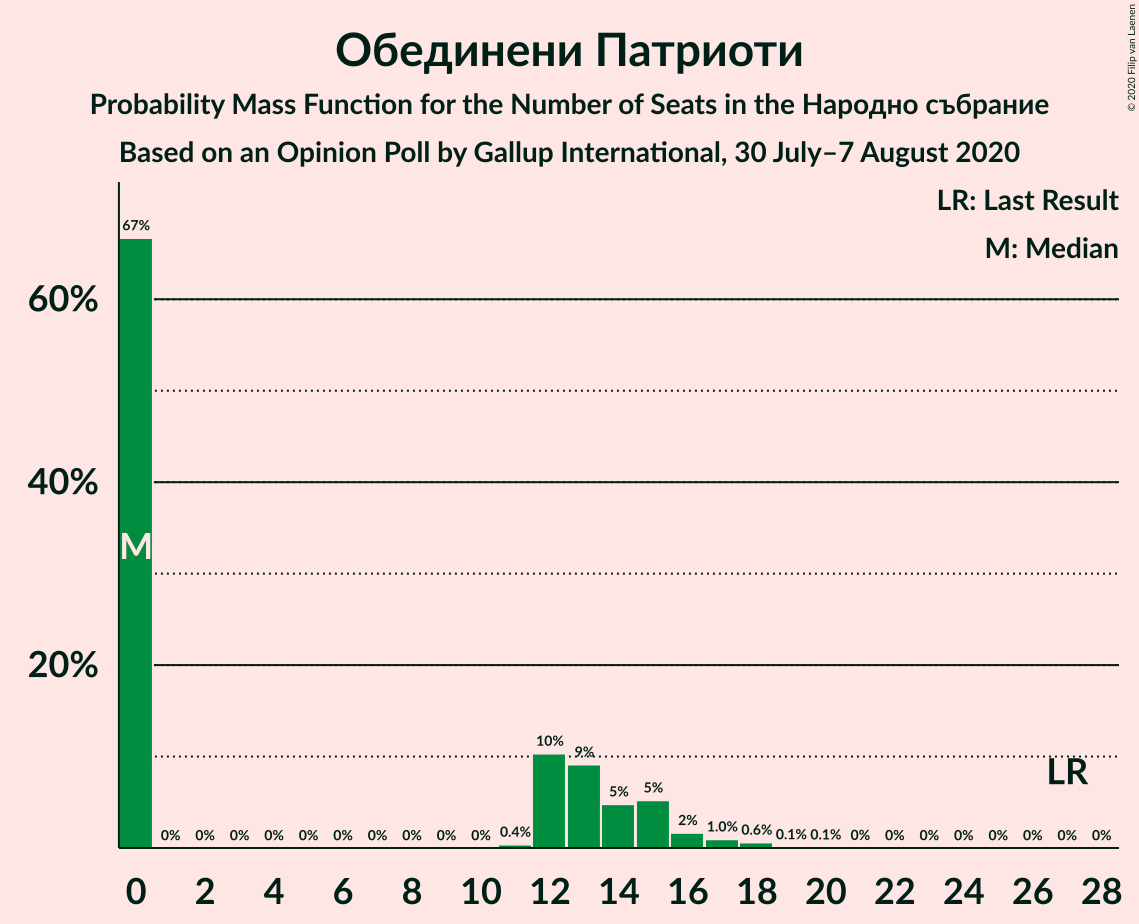 Обединени Патриоти
Probability Mass Function for the Number of Seats in the Народно събрание
Based on an Opinion Poll by Gallup International, 30 July–7 August 2020
© 2020 Filip van Laenen
LR: Last Result
M: Median
67%
60%
40%
M
20%
10%
9%
LR
5%
5%
2%
1.0%
0.6%
0.4%
0% 0% 0% 0% 0% 0% 0% 0% 0% 0% 0.1% 0.1% 0% 0% 0% 0% 0% 0% 0% 0%
0 2 4 6 8 10 12 14 16 18 20 22 24 26 28